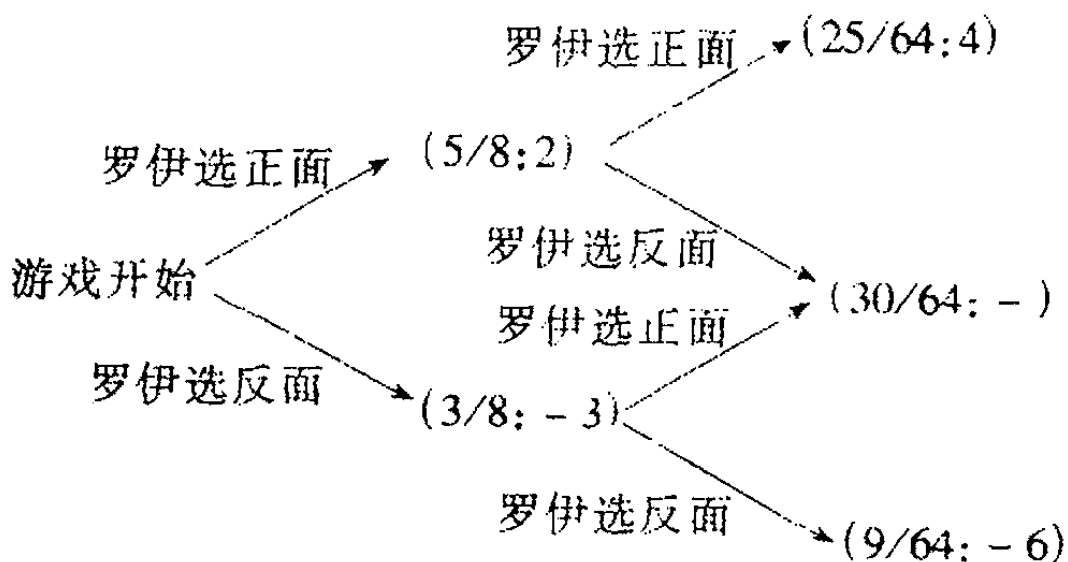 罗伊选正面
(25/64:4)
罗伊选正面
(5/8:2)
罗伊选反面
游戏开始
(30/64: - )
罗伊选正面
罗伊选反面
(3/8: - 3)
罗伊选反面
(9/64: - 6)